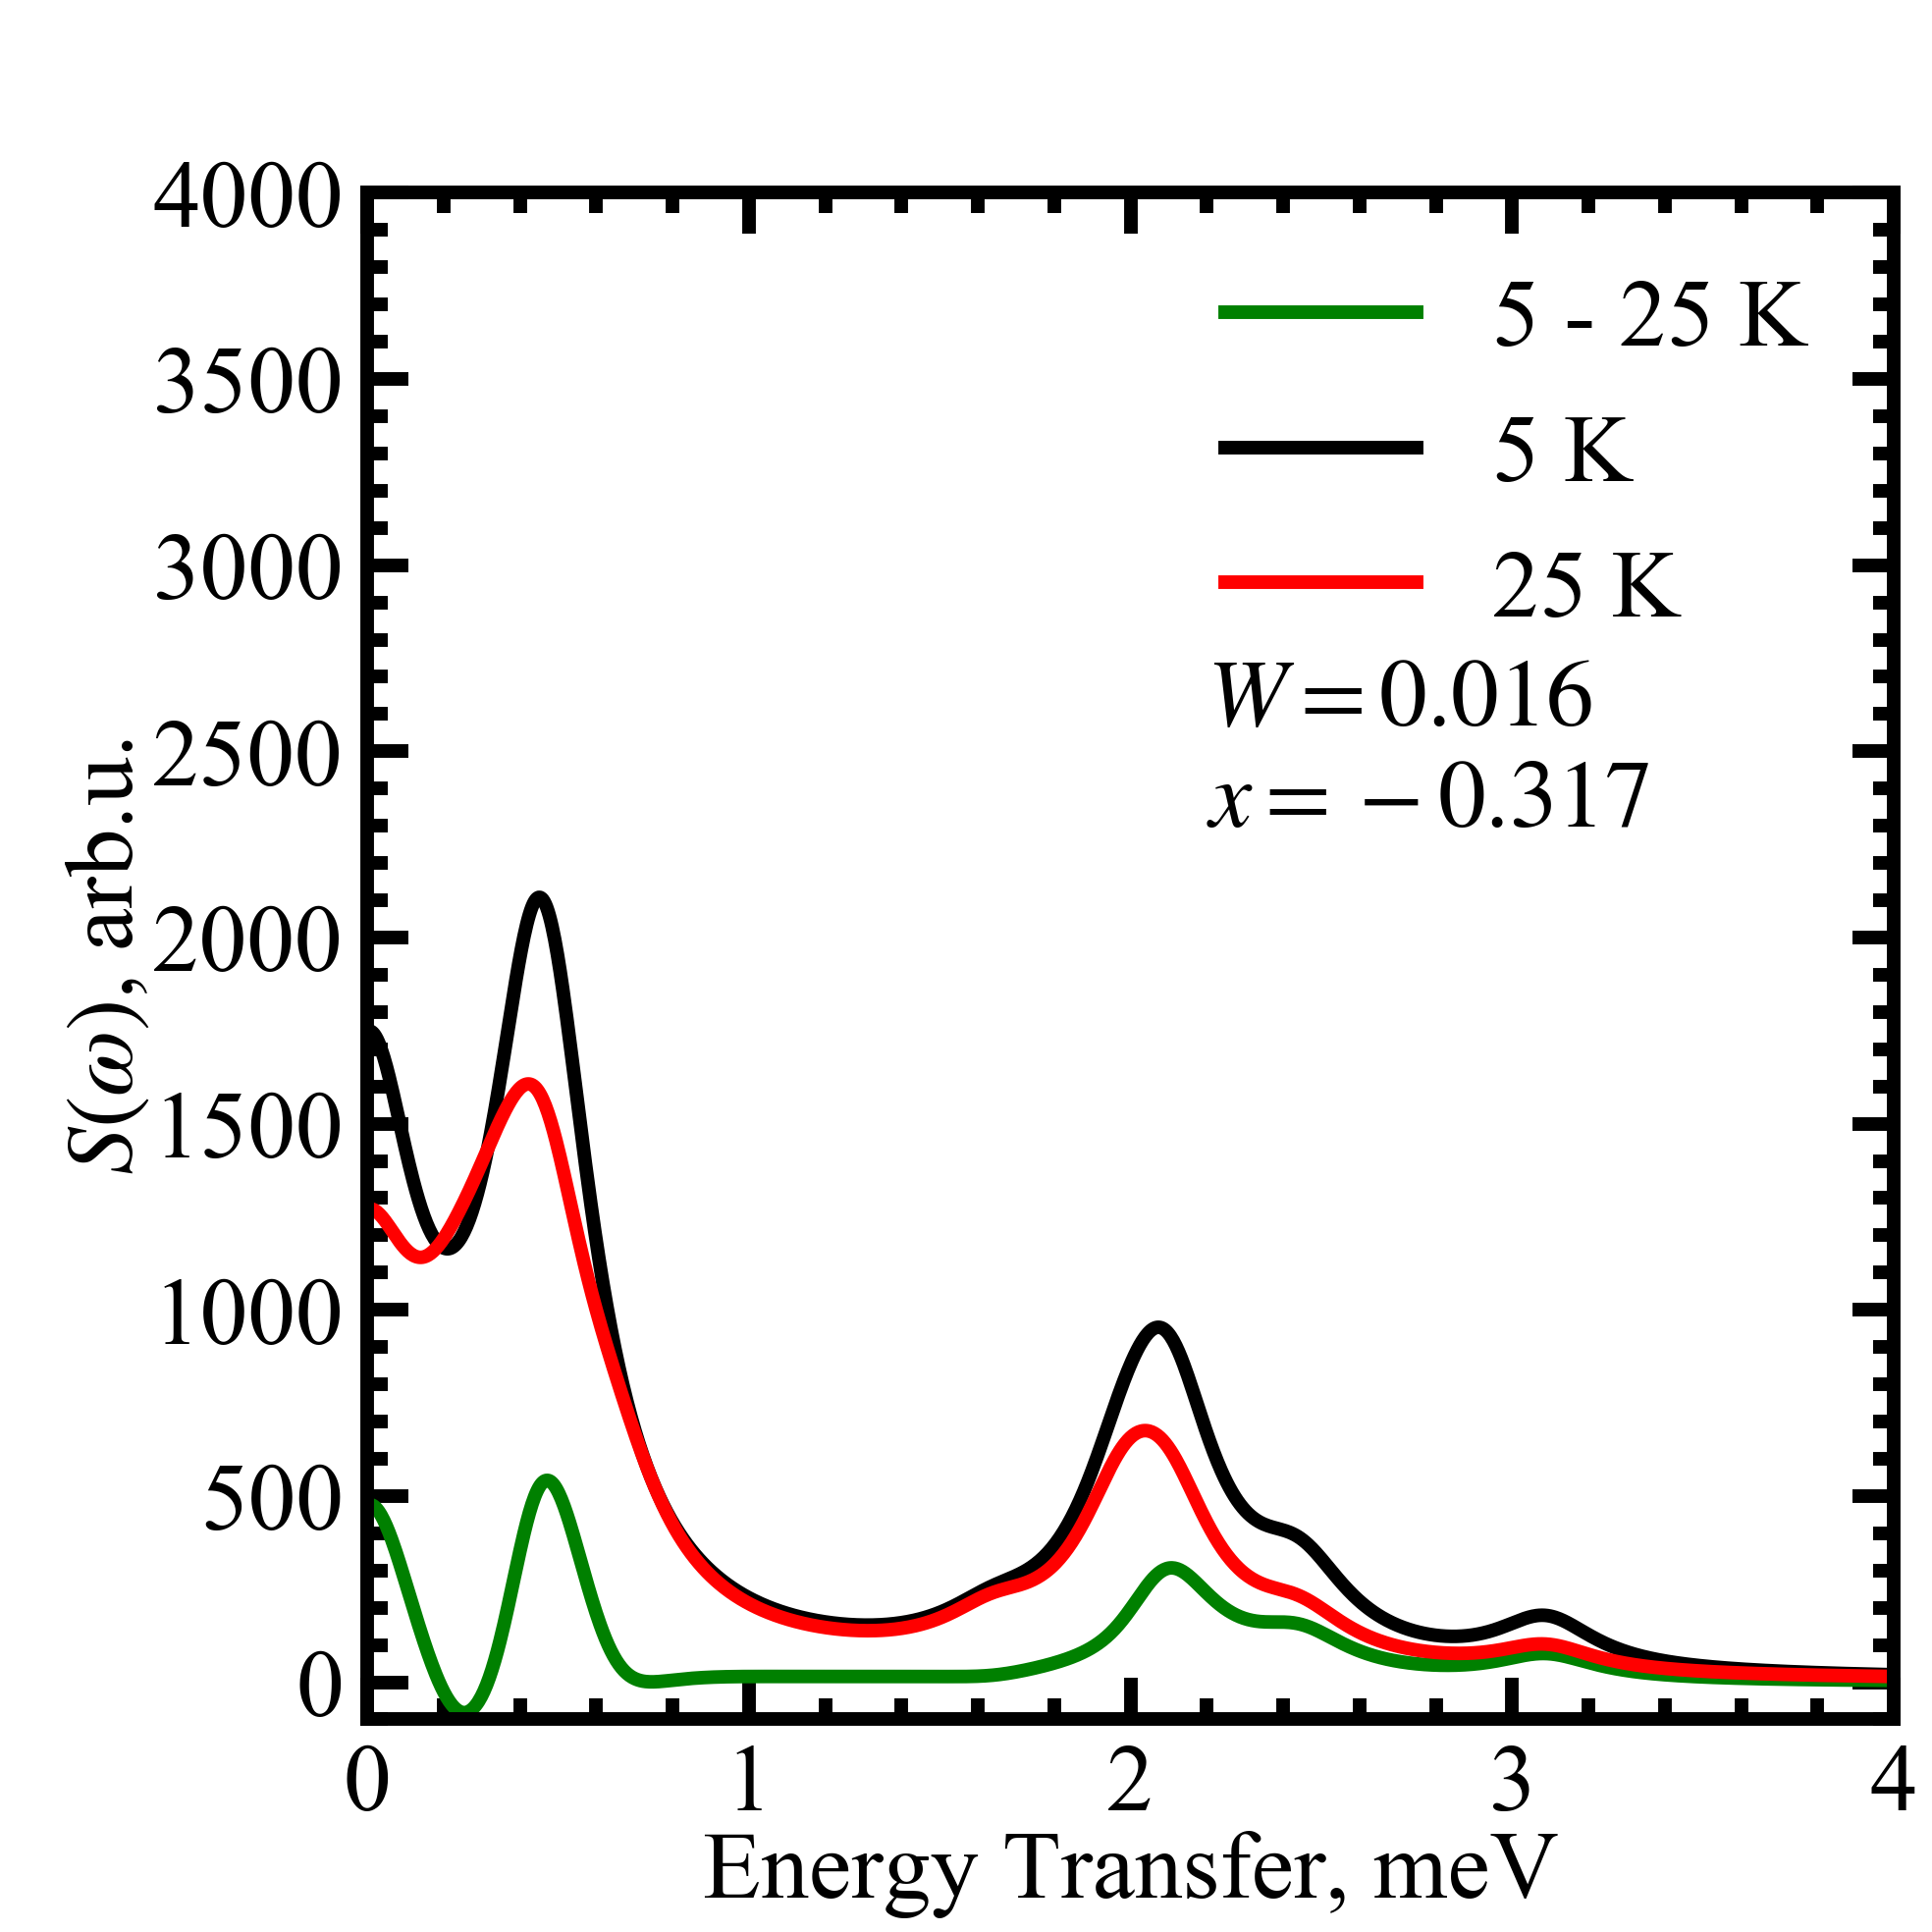 4000
3500
3000
2500
2000
1500
1000
500
0
S(ω), arb.u.
5 - 25 K
5 K
25 K
W=0.016
x=−0.317
0 1 2 3 4
Energy Transfer, meV